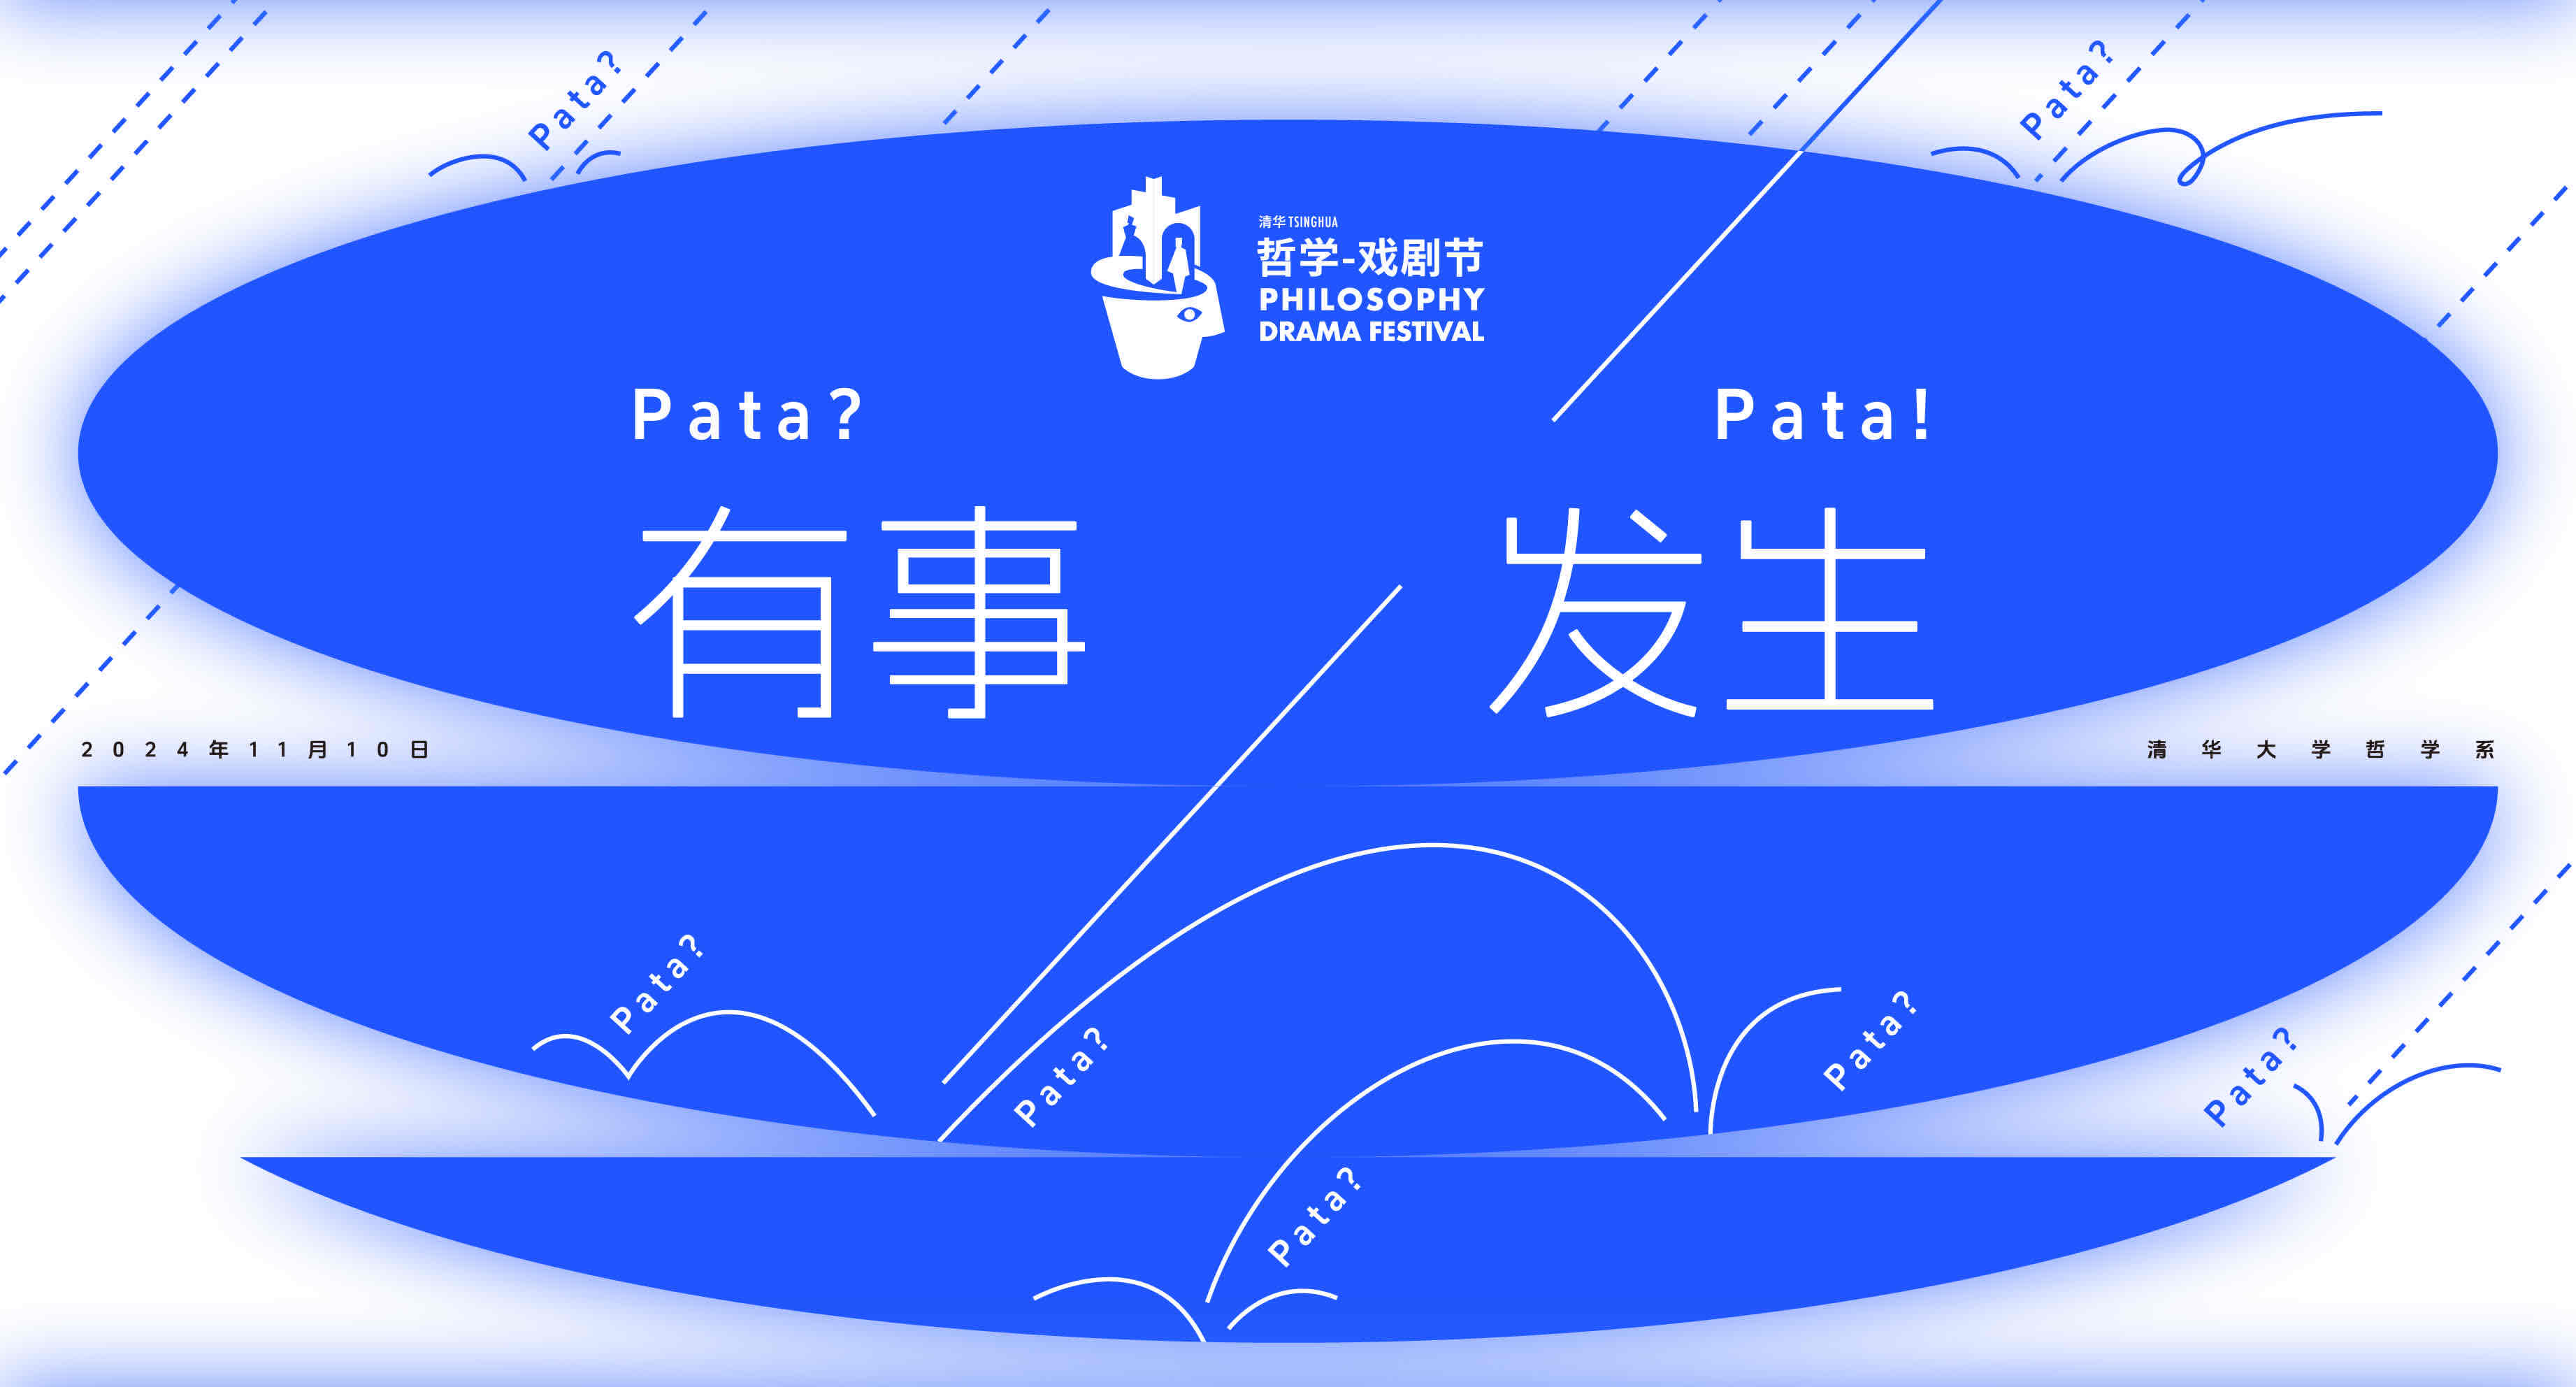 Pata?
Pata?
清华 TSINGHUA
哲学-戏剧节
PHILOSOPHY
DRAMA FESTIVAL
Pata?
Pata!
有事
发生
2024年11月10日
清华大学哲学系
Pata?
Pata?
Pata?
Pata?
Pata?